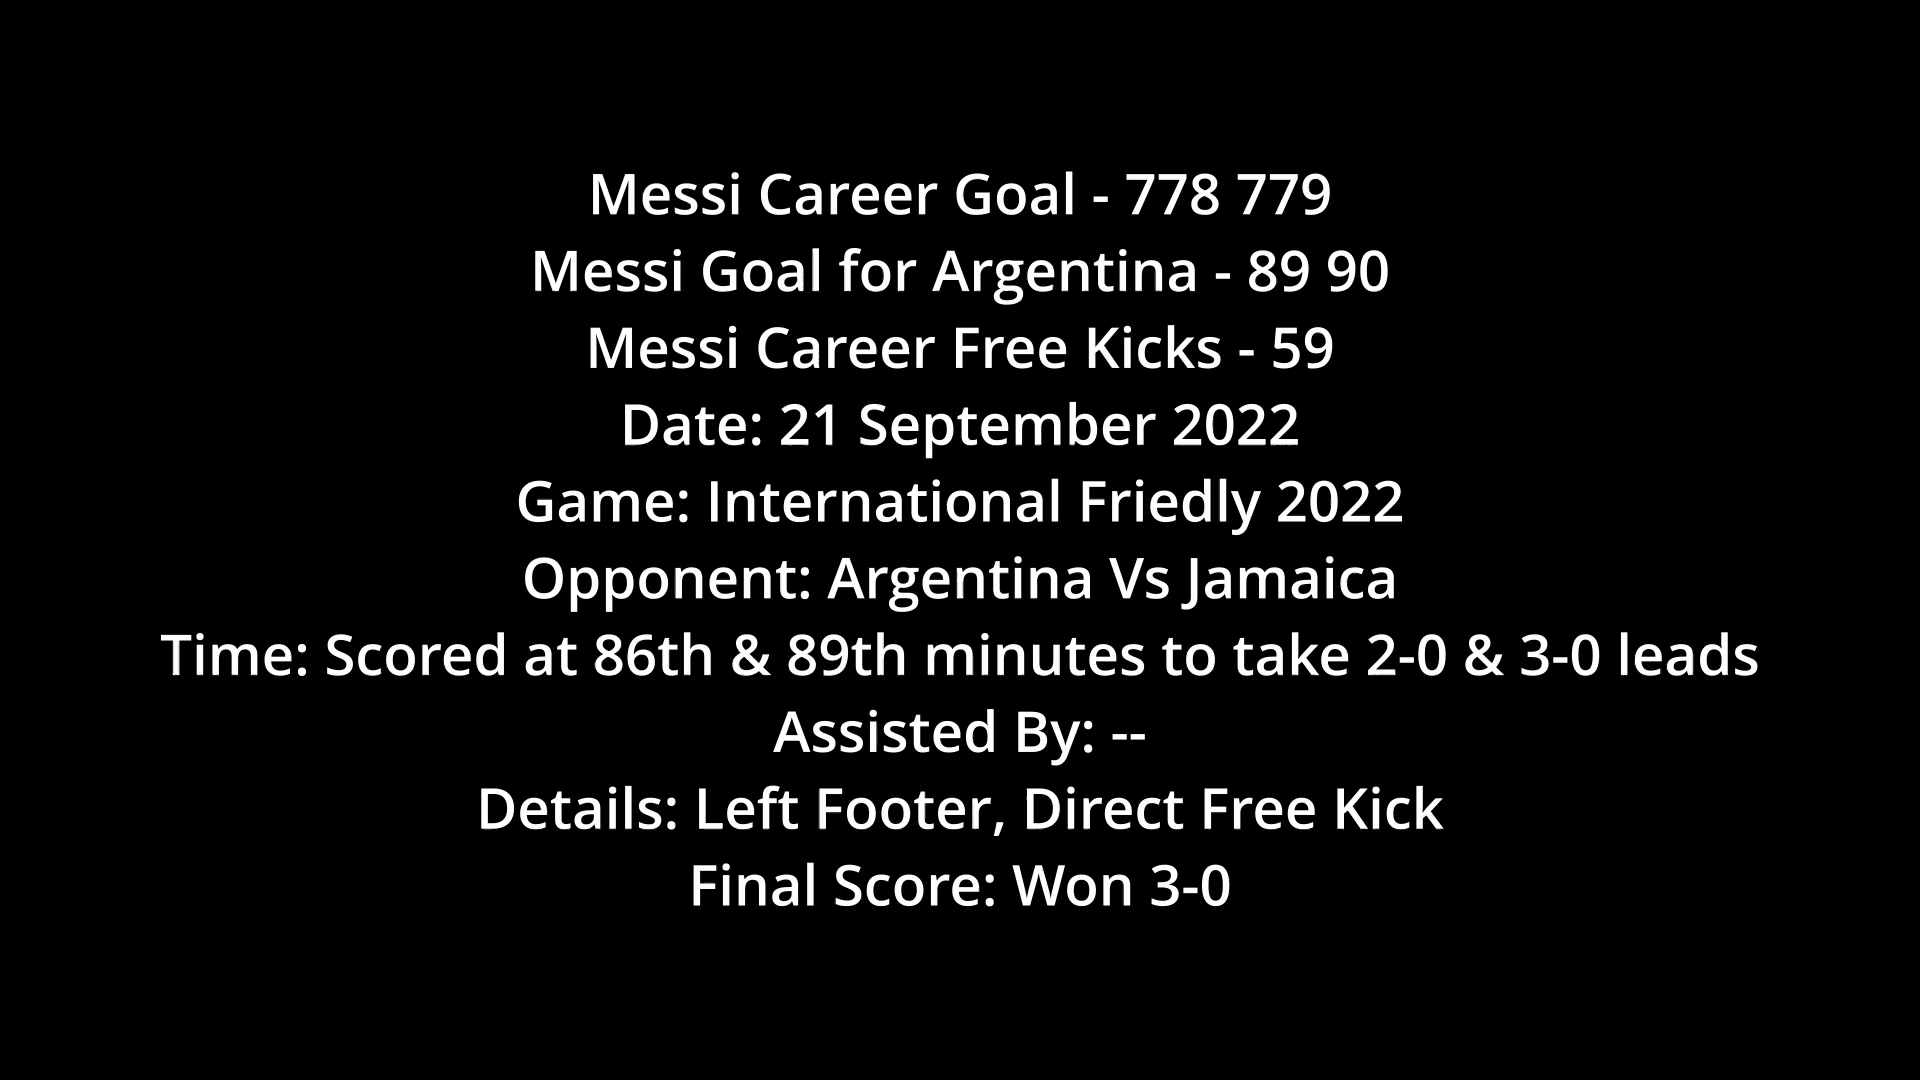 Messi Career Goal - 778 779
Messi Goal for Argentina - 89 90
Messi Career Free Kicks - 59
Date: 21 September 2022
Game: International Friedly 2022
Opponent: Argentina Vs Jamaica
Time: Scored at 86th & 89th minutes to take 2-0 & 3-0 leads
Assisted By: --
Details: Left Footer, Direct Free Kick
Final Score: Won 3-0